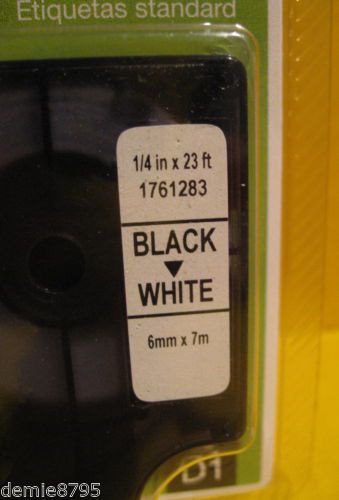 Etiquetas standard
1/4 in x 23 ft
1761283
BLACK
WHITE
6mm x 7m
D1
demie8795